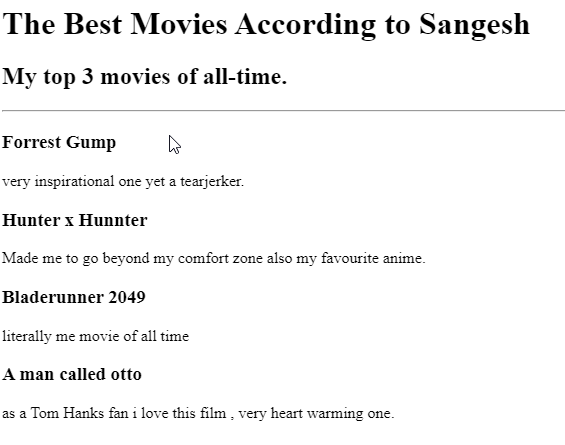 The Best Movies According to Sangesh
My top 3 movies of all-time.
Forrest Gump
very inspirational one yet a tearjerker.
Hunter x Hunnter
Made me to go beyond my comfort zone also my favourite anime.
Bladerunner 2049
literally me movie of all time
A man called otto
as a Tom Hanks fan i love this film , very heart warming one.